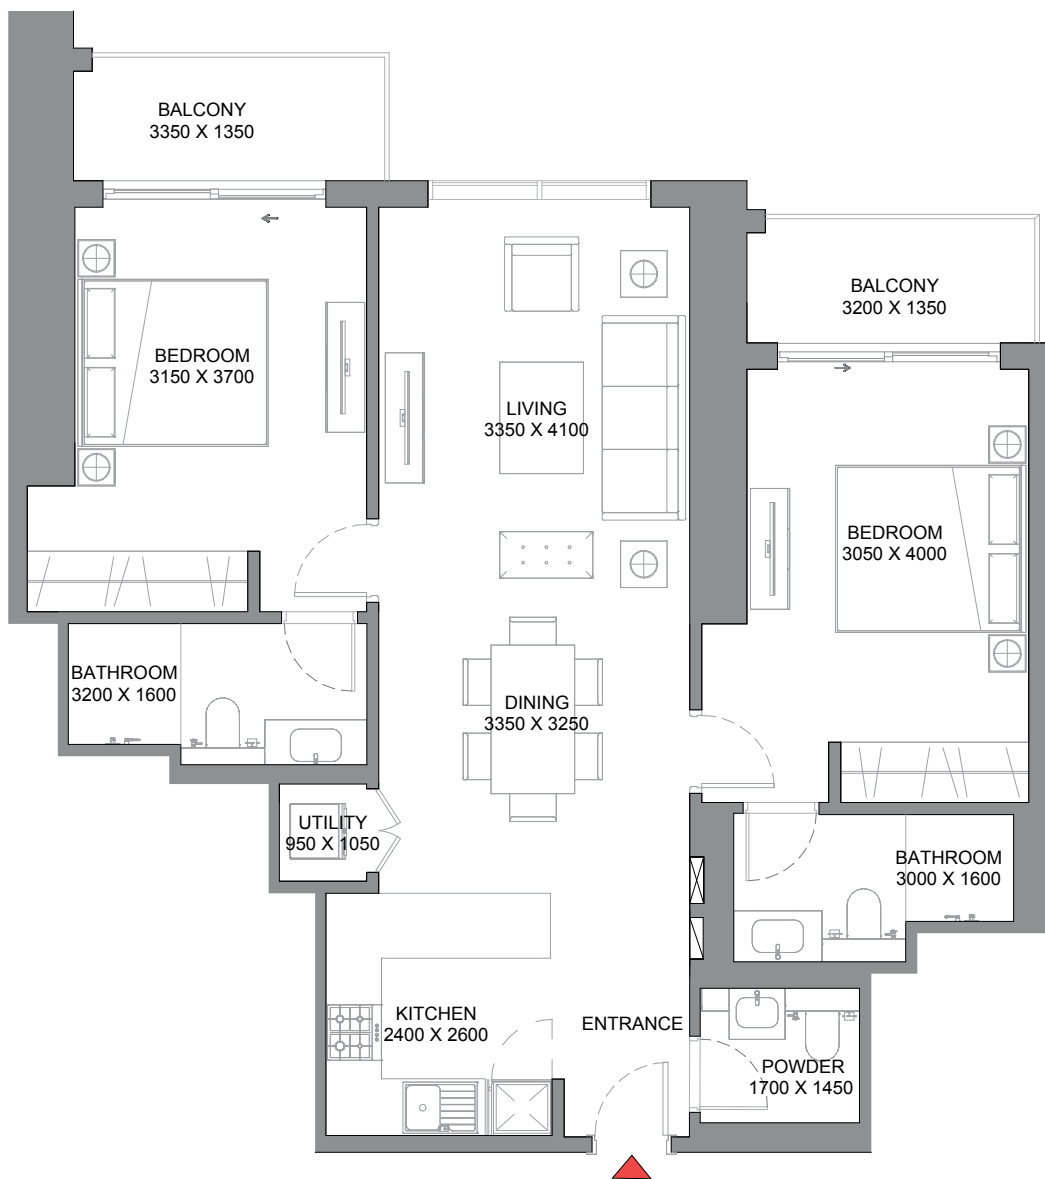 BALCONY
3350 X 1350
BALCONY
3200 X 1350
BEDROOM
3150 X 3700
LIVING
3350 X 4100
BEDROOM
3050 X 4000
BATHROOM
3200 X 1600
DINING
3350 X 3250
UTILITY
950 X 1050
BATHROOM
3000 X 1600
KITCHEN
2400 X 2600
ENTRANCE
POWDER
1700 X 1450